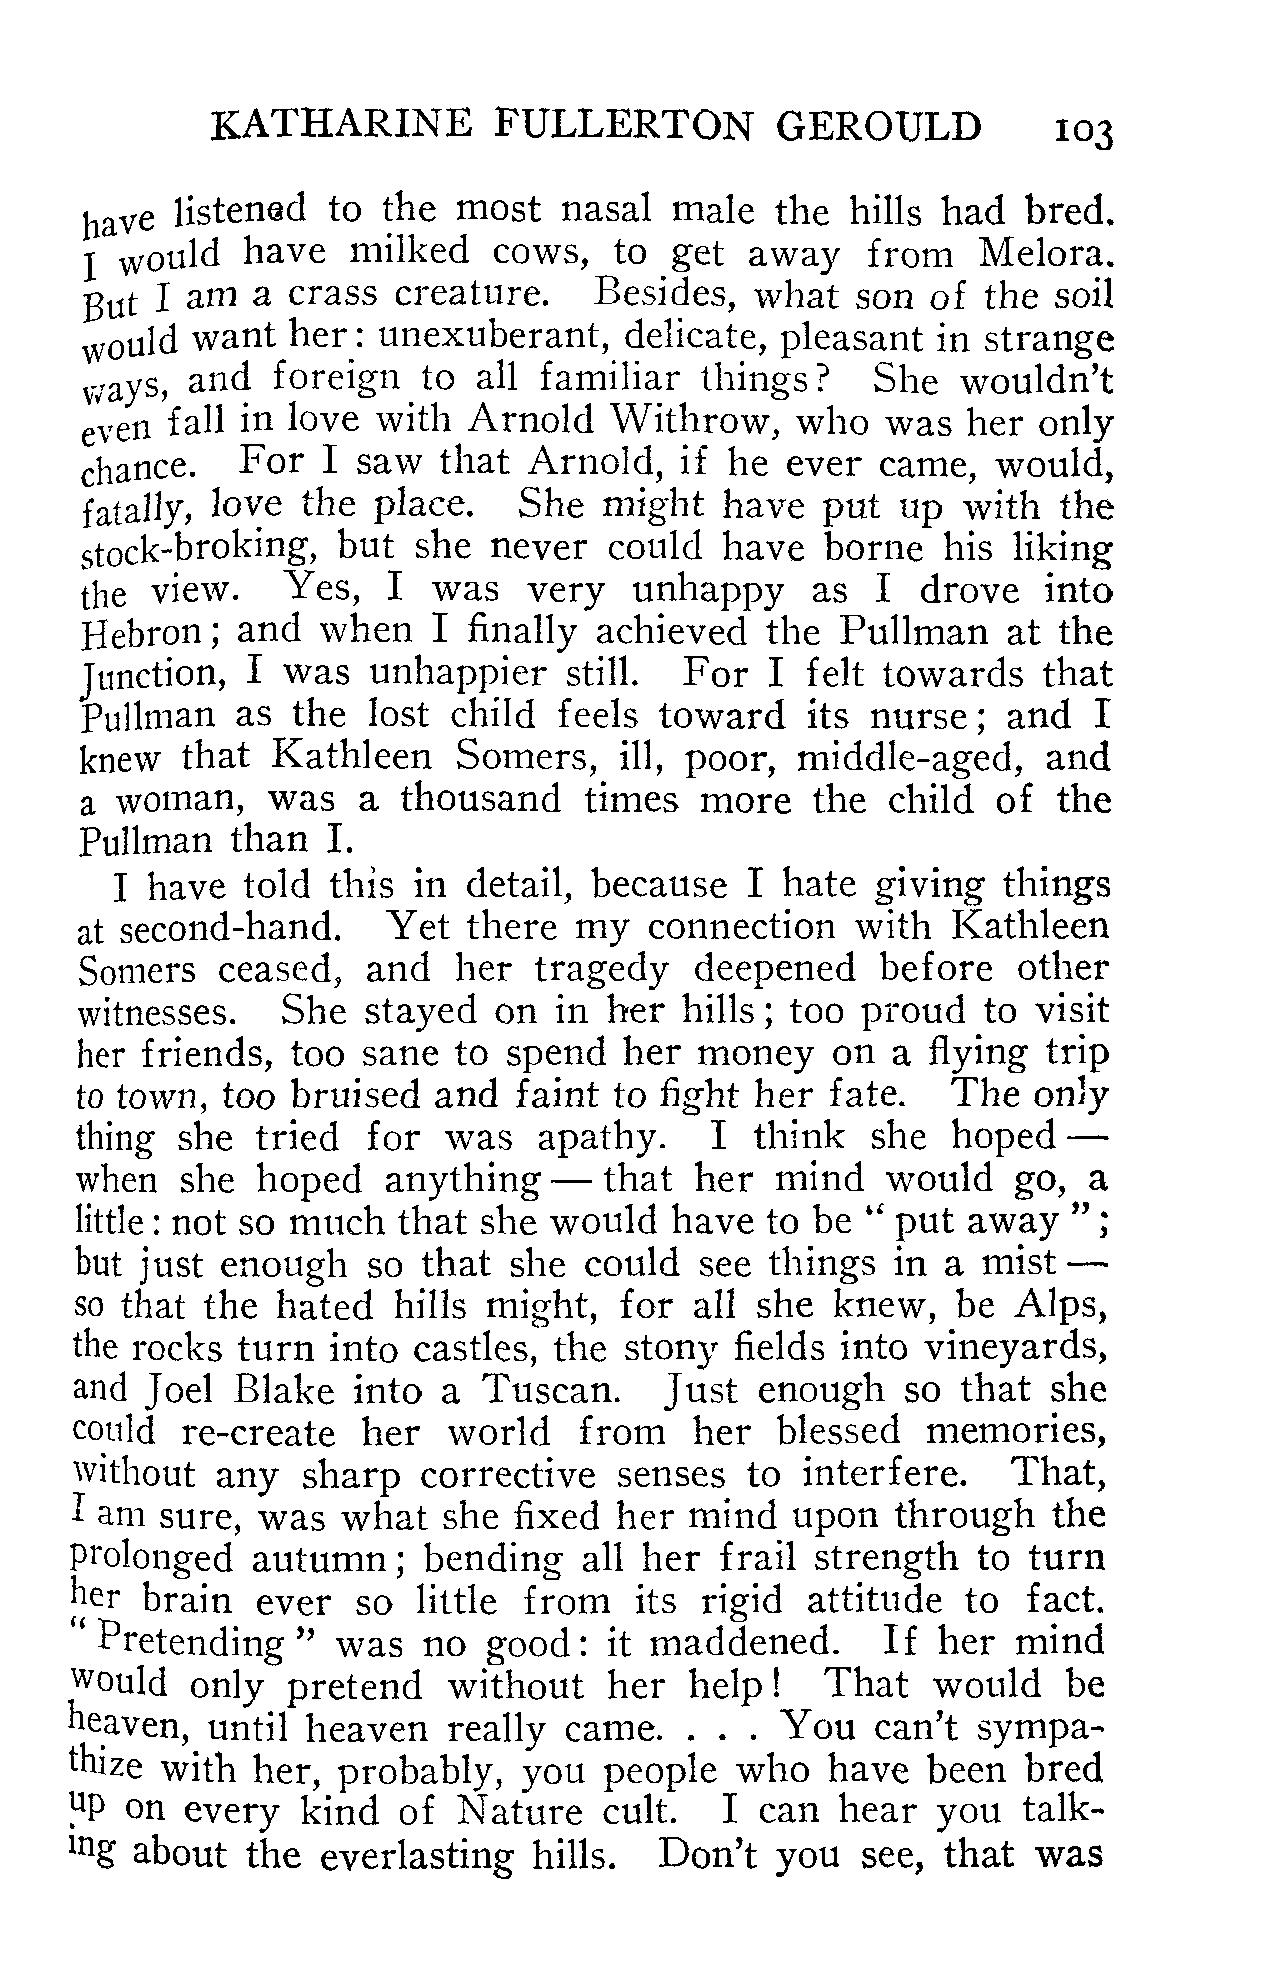 KATHARINE FULLERTON GEROULD 103
have listened to the most nasal male the hills had bred.
I would have milked cows, to get away from Melora.
But I am a crass creature. Besides, what son of the soil
would want her: unexuberant, delicate, pleasant in strange
ways, and foreign to all familiar things? She wouldn't
even fall in love with Arnold Withrow, who was her only
chance. For I saw that Arnold, if he ever came, would,
fatally, love the place. She might have put up with the
stock-broking, but she never could have borne his liking
the view. Yes, I was very unhappy as I drove into
Hebron; and when I finally achieved the Pullman at the
Junction, I was unhappier still. For I felt towards that
Pullman as the lost child feels toward its nurse; and I
knew that Kathleen Somers, ill, poor, middle-aged, and
a woman, was a thousand times more the child of the
Pullman than I.
I have told this in detail, because I hate giving things
at second-hand. Yet there my connection with Kathleen
Somers ceased, and her tragedy deepened before other
witnesses. She stayed on in her hills; too proud to visit
her friends, too sane to spend her money on a flying trip
to town, too bruised and faint to fight her fate. The only
thing she tried for was apathy. I think she hoped —
when she hoped anything — that her mind would go, a
little: not so much that she would have to be "put away";
but just enough so that she could see things in a mist —
so that the hated hills might, for all she knew, be Alps,
the rocks turn into castles, the stony fields into vineyards,
and Joel Blake into a Tuscan. Just enough so that she
could re-create her world from her blessed memories,
without any sharp corrective senses to interfere. That,
I am sure, was what she fixed her mind upon through the
prolonged autumn; bending all her frail strength to turn
her brain ever so little from its rigid attitude to fact.
"Pretending" was no good: it maddened. If her mind
would only pretend without her help! That would be
heaven, until heaven really came. . . . You can't sympa-
thize with her, probably, you people who have been bred
up on every kind of Nature cult. I can hear you talk-
ing about the everlasting hills. Don't you see, that was